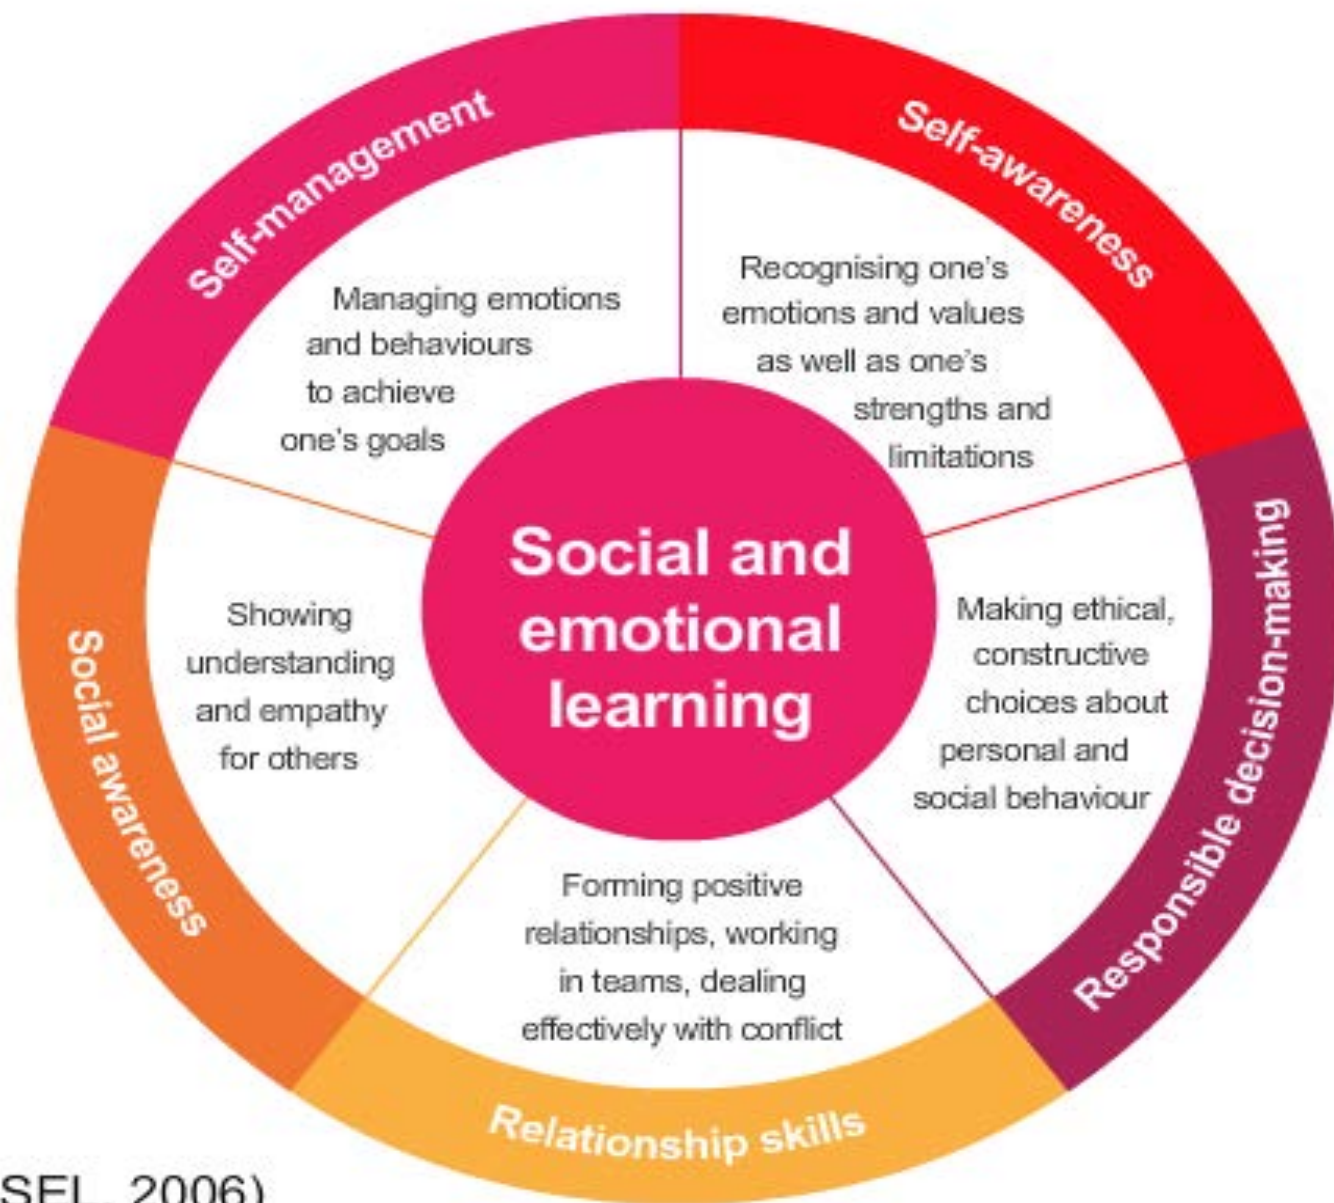 Self-management
Managing emotions
and behaviours
to achieve
one's goals
Self-awareness
Recognising one's
emotions and values
as well as one's
strengths and
limitations
Social and
emotional
learning
Social awareness
Showing
understanding
and empathy
for others
Responsible decision-making
Making ethical,
constructive
choices about
personal and
social behaviour
Forming positive
relationships, working
in teams, dealing
effectively with conflict
Relationship skills
SEL, 2006)